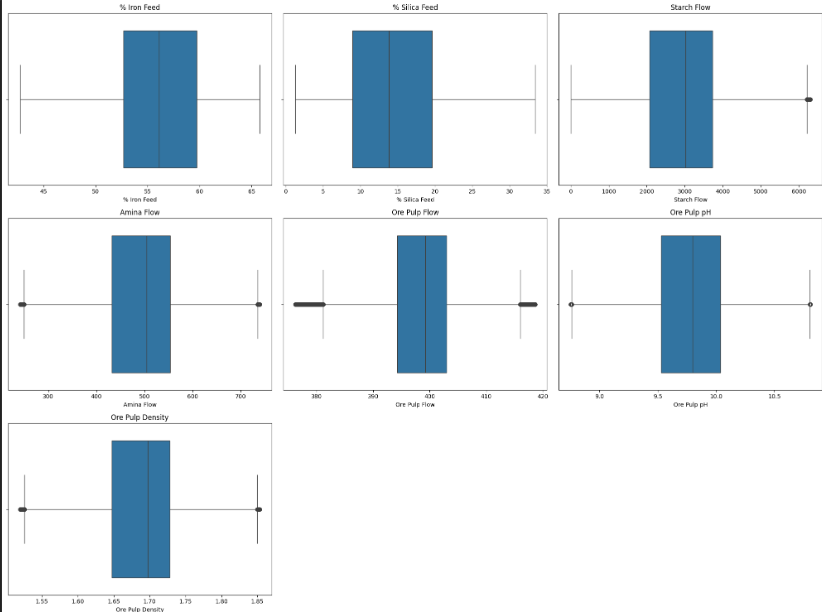 % Iron Feed
% Silica Feed
Starch Flow
45 50 55 60 65
0 5 10 15 20 25 30 35
0 1000 2000 3000 4000 5000 6000
% Iron Feed
% Silica Feed
Starch Flow
Amina Flow
Ore Pulp Flow
Ore Pulp pH
300 400 500 600 700
380 390 400 410 420
9.0 9.5 10.0 10.5
Amina Flow
Ore Pulp Flow
Ore Pulp pH
Ore Pulp Density
1.55 1.60 1.65 1.70 1.75 1.80 1.85
Ore Pulp Density